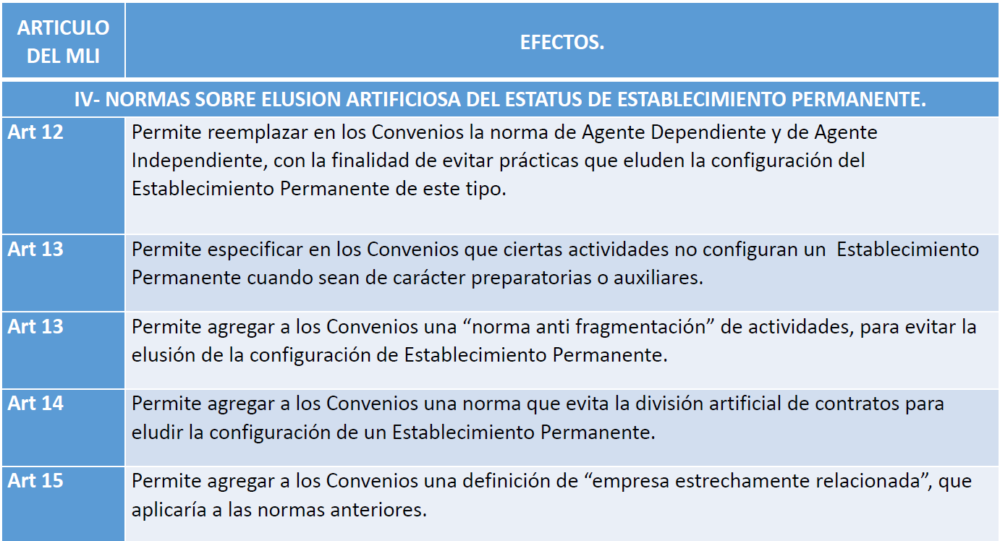 ARTICULO
DEL MLI
EFECTOS.
IV- NORMAS SOBRE ELUSION ARTIFICIOSA DEL ESTATUS DE ESTABLECIMIENTO PERMANENTE.
Art 12
Permite reemplazar en los Convenios la norma de Agente Dependiente y de Agente
Independiente, con la finalidad de evitar prácticas que eluden la configuración del
Establecimiento Permanente de este tipo.
Art 13
Permite especificar en los Convenios que ciertas actividades no configuran un Establecimiento
Permanente cuando sean de carácter preparatorias o auxiliares.
Art 13
Permite agregar a los Convenios una “norma anti fragmentación” de actividades, para evitar la
elusión de la configuración de Establecimiento Permanente.
Art 14
Permite agregar a los Convenios una norma que evita la división artificial de contratos para
eludir la configuración de un Establecimiento Permanente.
Art 15
Permite agregar a los Convenios una definición de “empresa estrechamente relacionada”, que
aplicaría a las normas anteriores.